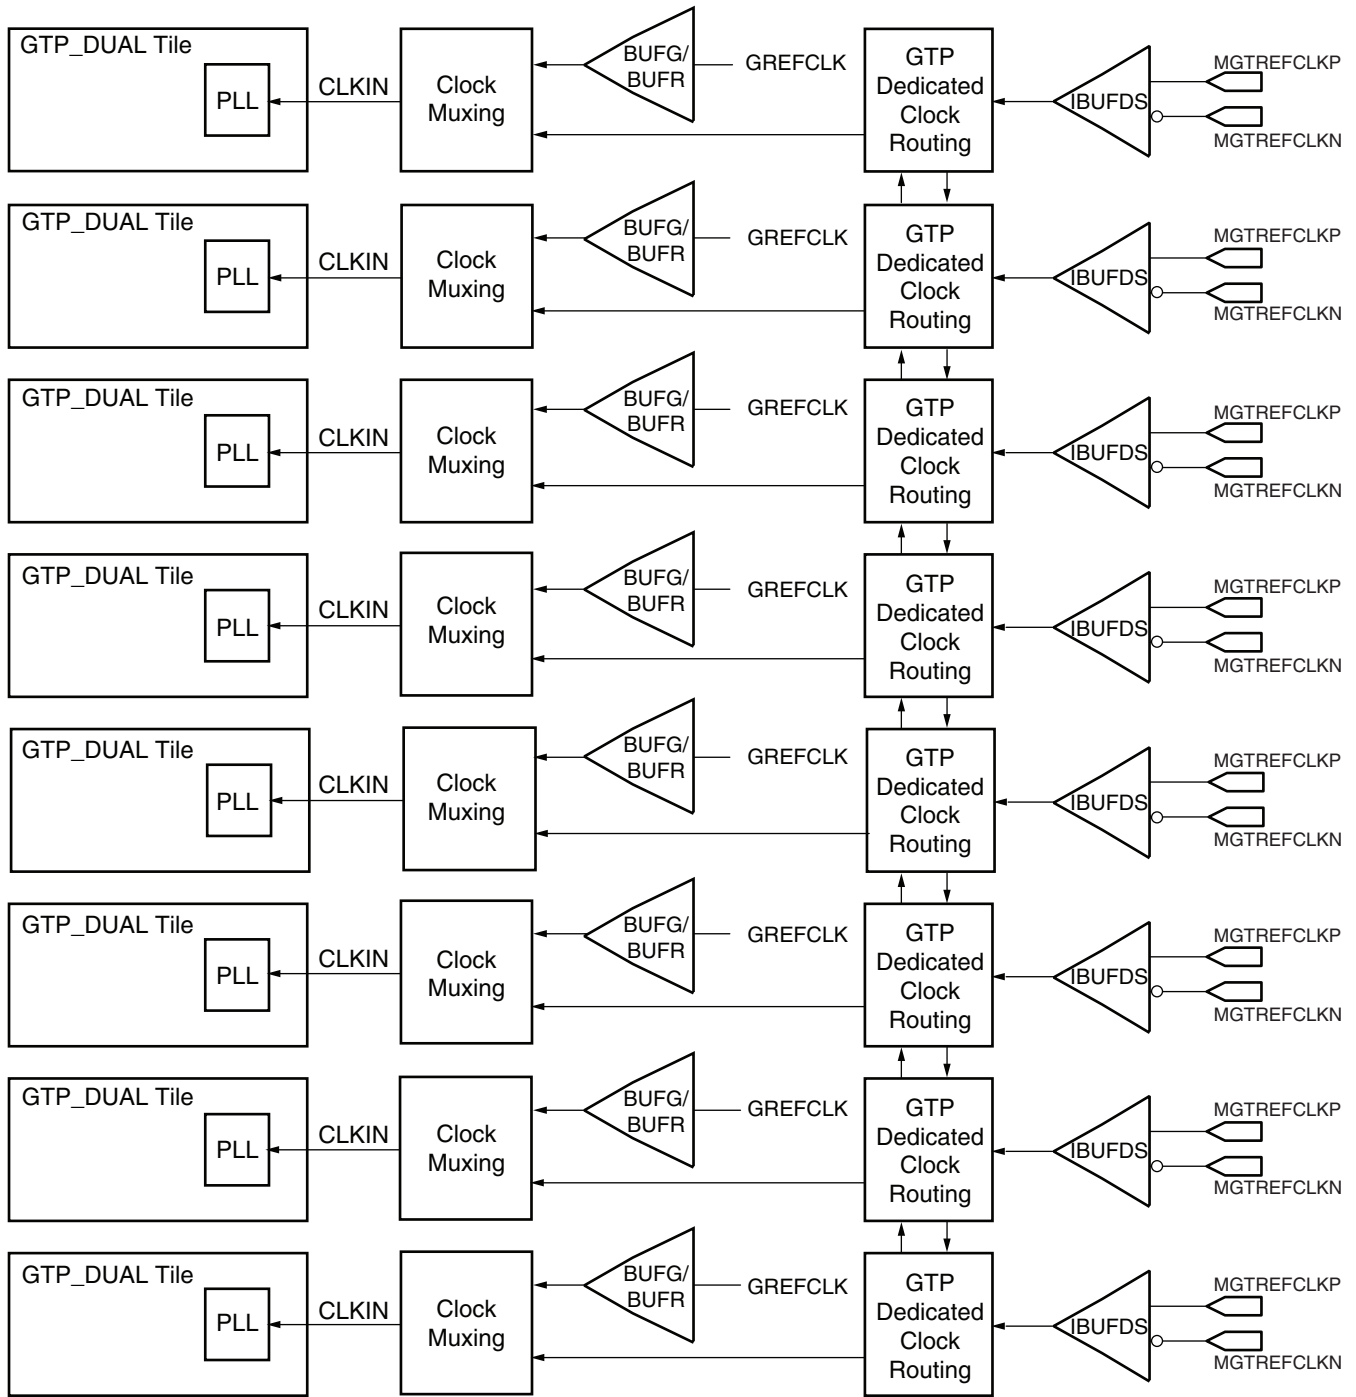 GTP_DUAL Tile
PLL
CLKIN
Clock
Muxing
BUFG/
BUFR
GREFCLK
GTP
Dedicated
Clock
Routing
IBUFDS
MGTREFCLKP
MGTREFCLKN
GTP_DUAL Tile
PLL
CLKIN
Clock
Muxing
BUFG/
BUFR
GREFCLK
GTP
Dedicated
Clock
Routing
IBUFDS
MGTREFCLKP
MGTREFCLKN
GTP_DUAL Tile
PLL
CLKIN
Clock
Muxing
BUFG/
BUFR
GREFCLK
GTP
Dedicated
Clock
Routing
IBUFDS
MGTREFCLKP
MGTREFCLKN
GTP_DUAL Tile
PLL
CLKIN
Clock
Muxing
BUFG/
BUFR
GREFCLK
GTP
Dedicated
Clock
Routing
IBUFDS
MGTREFCLKP
MGTREFCLKN
GTP_DUAL Tile
PLL
CLKIN
Clock
Muxing
BUFG/
BUFR
GREFCLK
GTP
Dedicated
Clock
Routing
IBUFDS
MGTREFCLKP
MGTREFCLKN
GTP_DUAL Tile
PLL
CLKIN
Clock
Muxing
BUFG/
BUFR
GREFCLK
GTP
Dedicated
Clock
Routing
IBUFDS
MGTREFCLKP
MGTREFCLKN
GTP_DUAL Tile
PLL
CLKIN
Clock
Muxing
BUFG/
BUFR
GREFCLK
GTP
Dedicated
Clock
Routing
IBUFDS
MGTREFCLKP
MGTREFCLKN
GTP_DUAL Tile
PLL
CLKIN
Clock
Muxing
BUFG/
BUFR
GREFCLK
GTP
Dedicated
Clock
Routing
IBUFDS
MGTREFCLKP
MGTREFCLKN